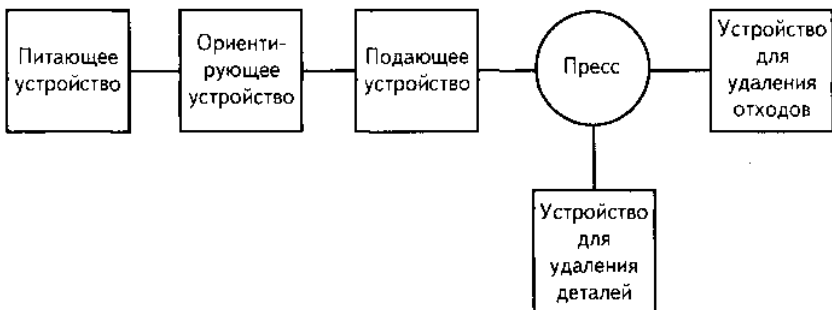 Питающее
устройство
Ориенти-
рующее
устройство
Подающее
устройство
Пресс
Устройство
для
удаления
отходов
Устройство
для
удаления
деталей